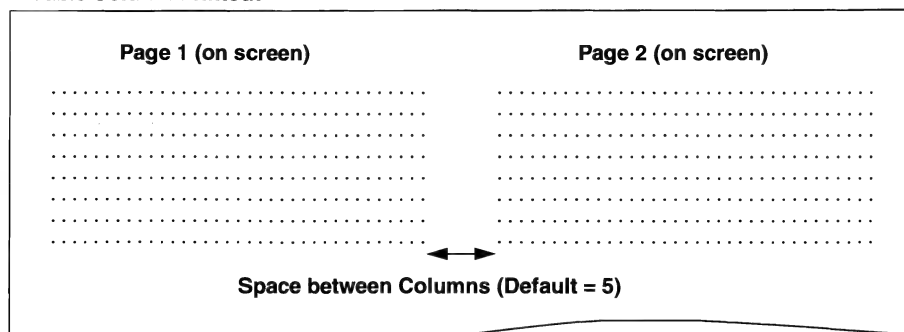 Page 1 (on screen) Page 2 (on screen)
Space between Columns (Default = 5)